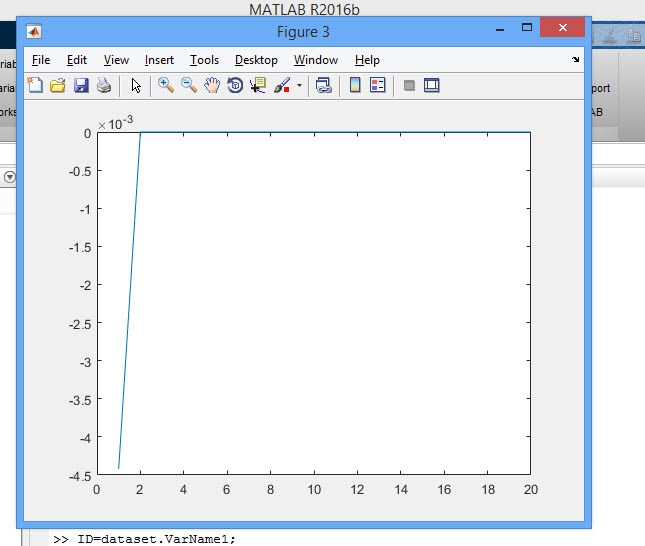 MATLAB R2016b
Figure 3
File Edit View Insert Tools Desktop Window Help
×10⁻³
0
-0.5
-1
-1.5
-2
-2.5
-3
-3.5
-4
-4.5
0 2 4 6 8 10 12 14 16 18 20
>> ID=dataset.VarName1;